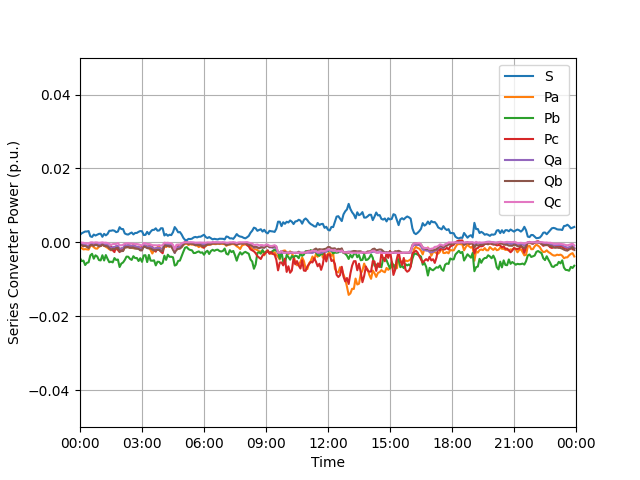 Series Converter Power (p.u.)
0.04
0.02
0.00
−0.02
−0.04
00:00 03:00 06:00 09:00 12:00 15:00 18:00 21:00 00:00
Time
S
Pa
Pb
Pc
Qa
Qb
Qc